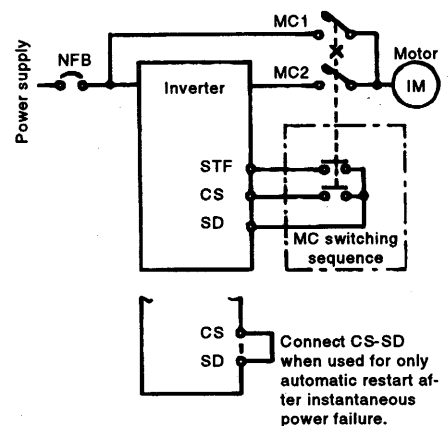 MC1
Motor
NFB
MC2
IM
Inverter
Power supply
STF
CS
SD
MC switching
sequence
CS
SD
Connect CS-SD
when used for only
automatic restart af-
ter instantaneous
power failure.